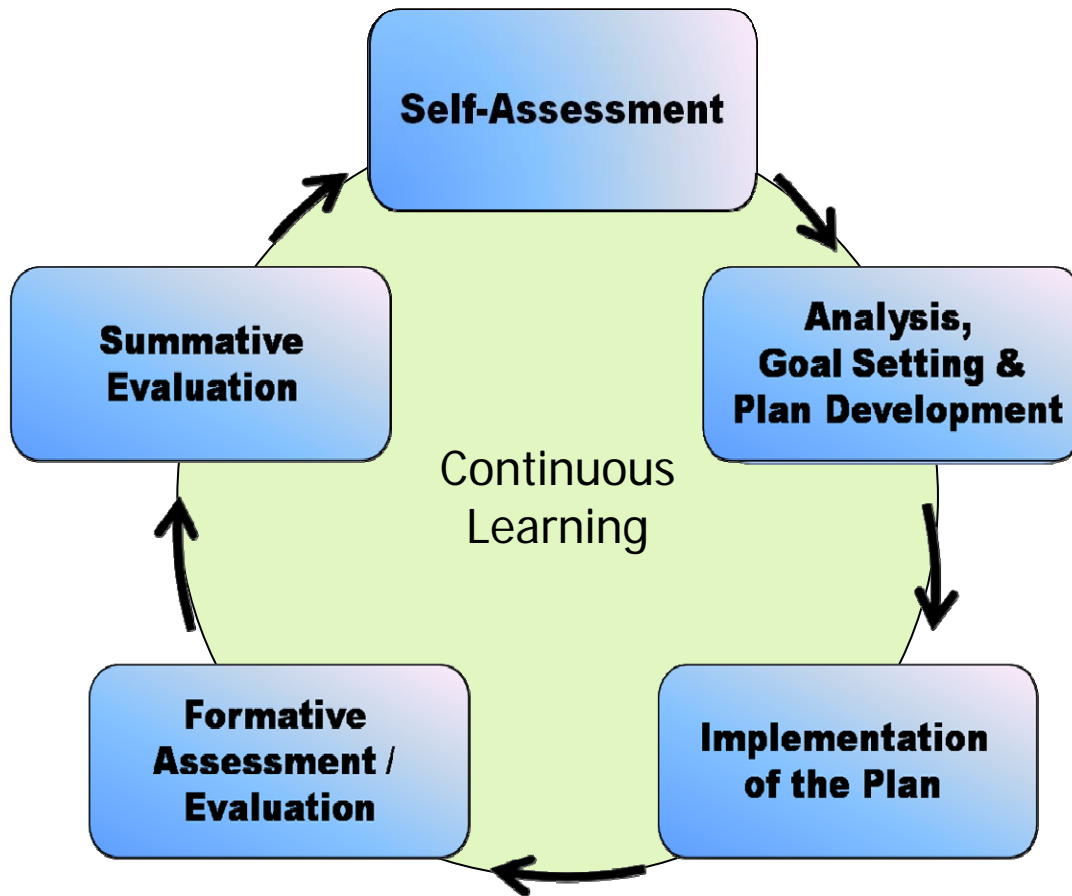 Self-Assessment
Analysis,
Goal Setting &
Plan Development
Implementation
of the Plan
Formative
Assessment /
Evaluation
Summative
Evaluation
Continuous
Learning